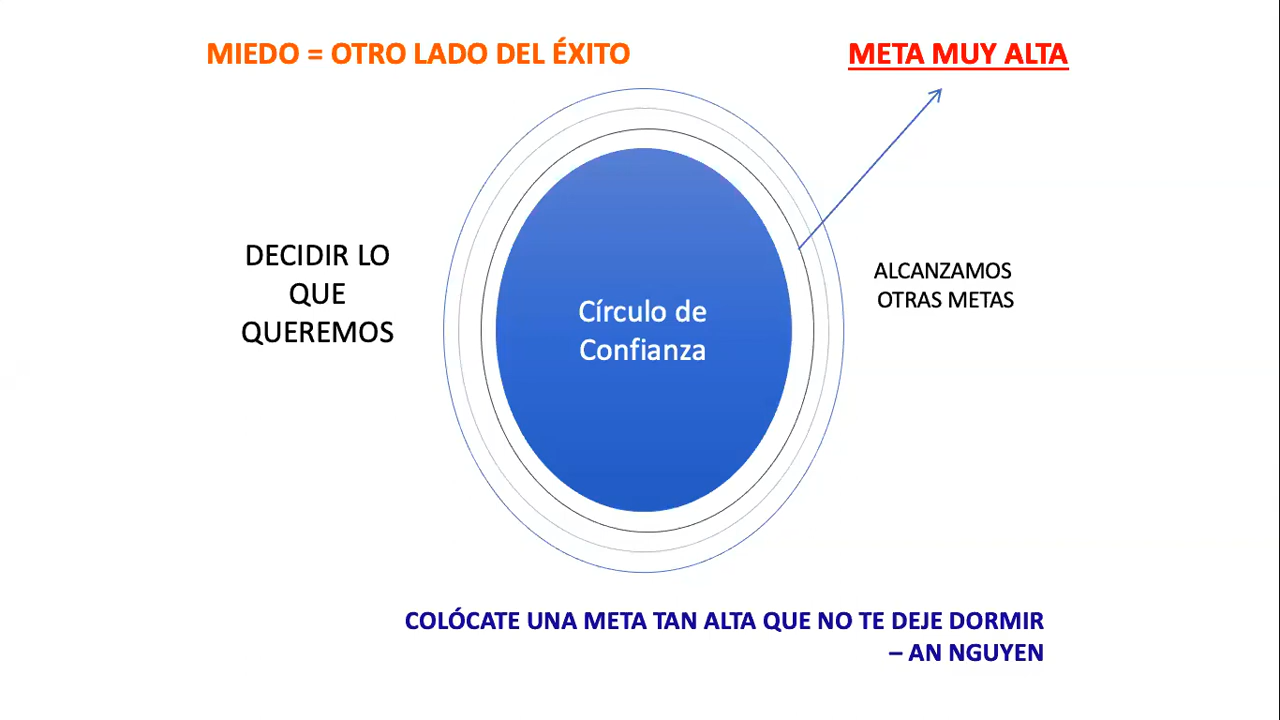 MIEDO = OTRO LADO DEL ÉXITO
META MUY ALTA
DECIDIR LO
QUE
QUEREMOS
Círculo de
Confianza
ALCANZAMOS
OTRAS METAS
COLÓCATE UNA META TAN ALTA QUE NO TE DEJE DORMIR
– AN NGUYEN